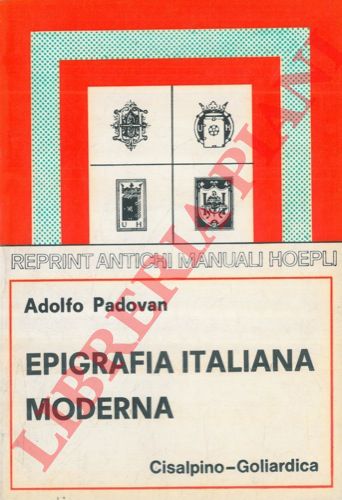 REPRINT ANTICHI MANUALI HOEPLI
Adolfo Padovan
EPIGRAFIA ITALIANA
MODERNA
Cisalpino-Goliardica
LIBRERIA PIANI
U H